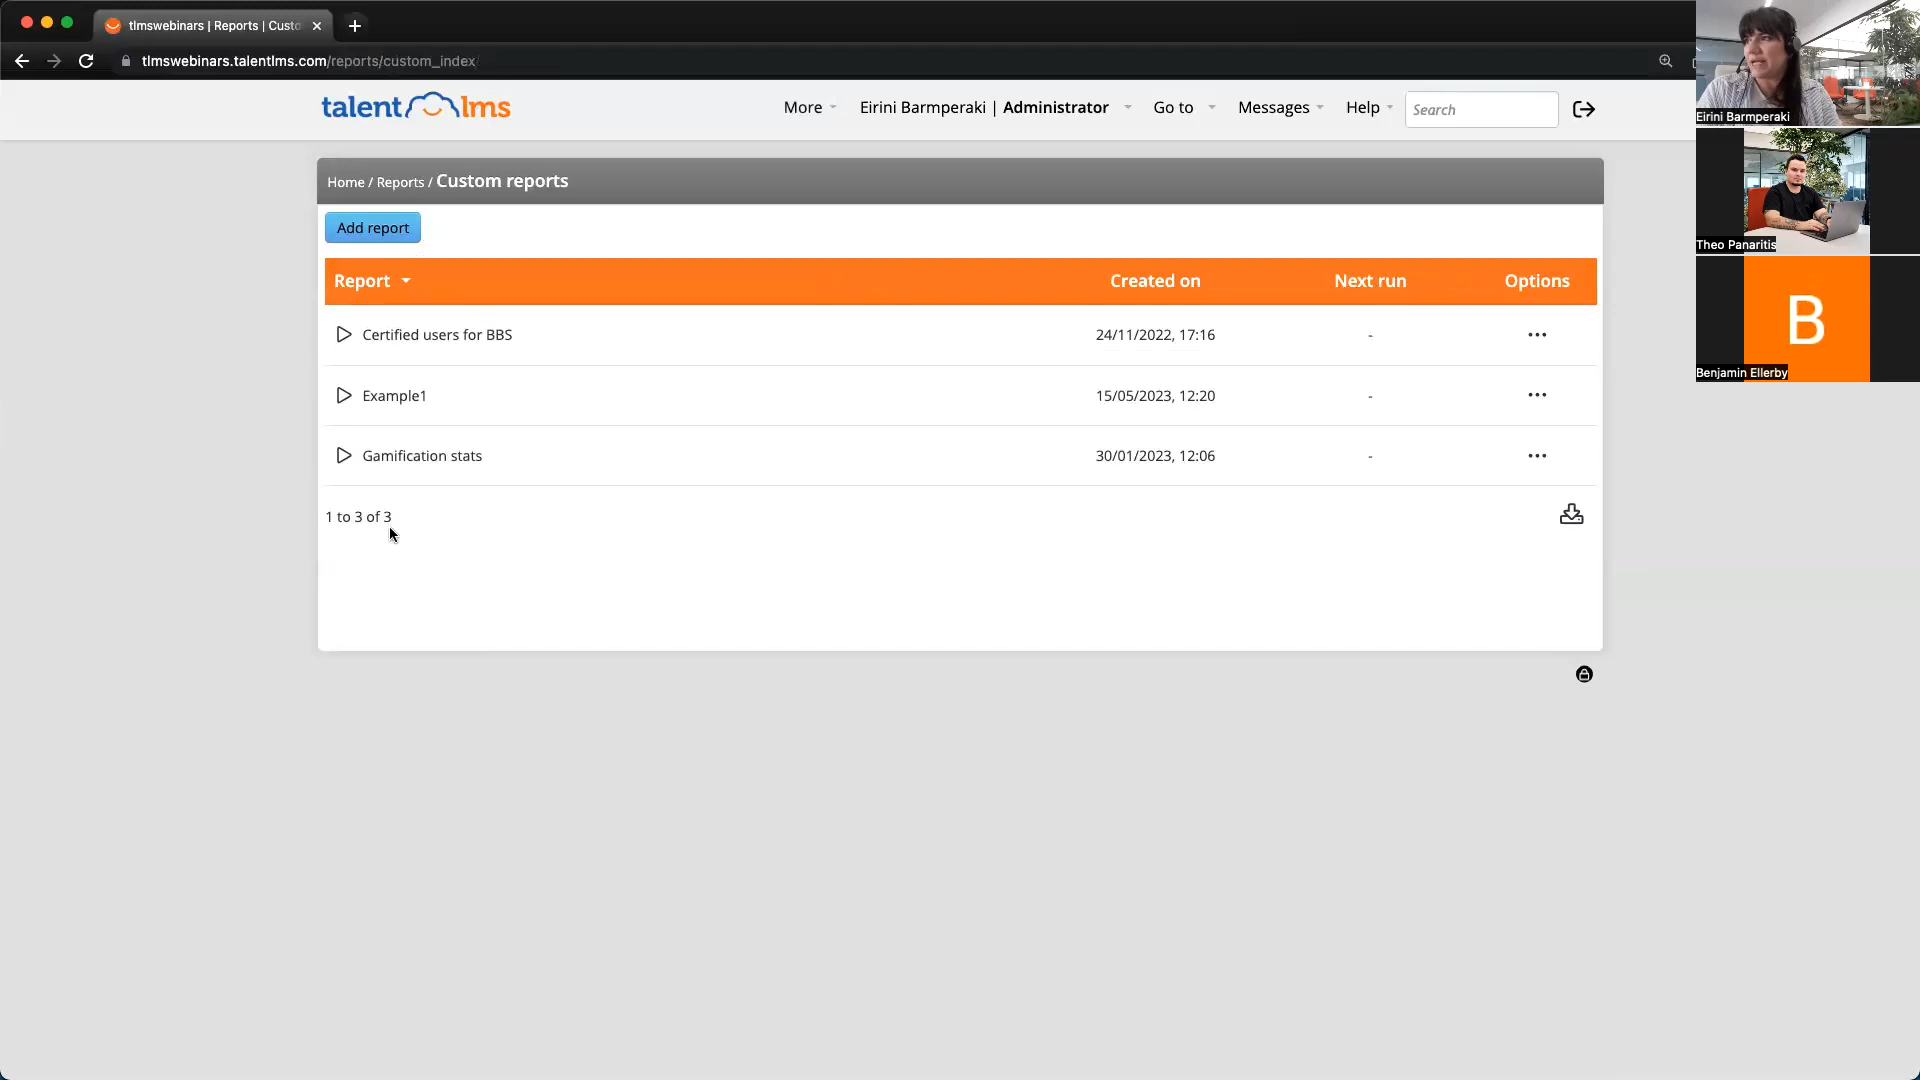 tlmswebinars | Reports | Custo
tlmswebinars.talentlms.com/reports/custom_index
talentlms
More
Eirini Barmperaki | Administrator
Go to
Messages
Help
Search
Home / Reports / Custom reports
Add report
Report
Created on
Next run
Options
Certified users for BBS
24/11/2022, 17:16
-
Example1
15/05/2023, 12:20
-
Gamification stats
30/01/2023, 12:06
-
1 to 3 of 3
Eirini Barmperaki
Theo Panaritis
B
Benjamin Ellerby